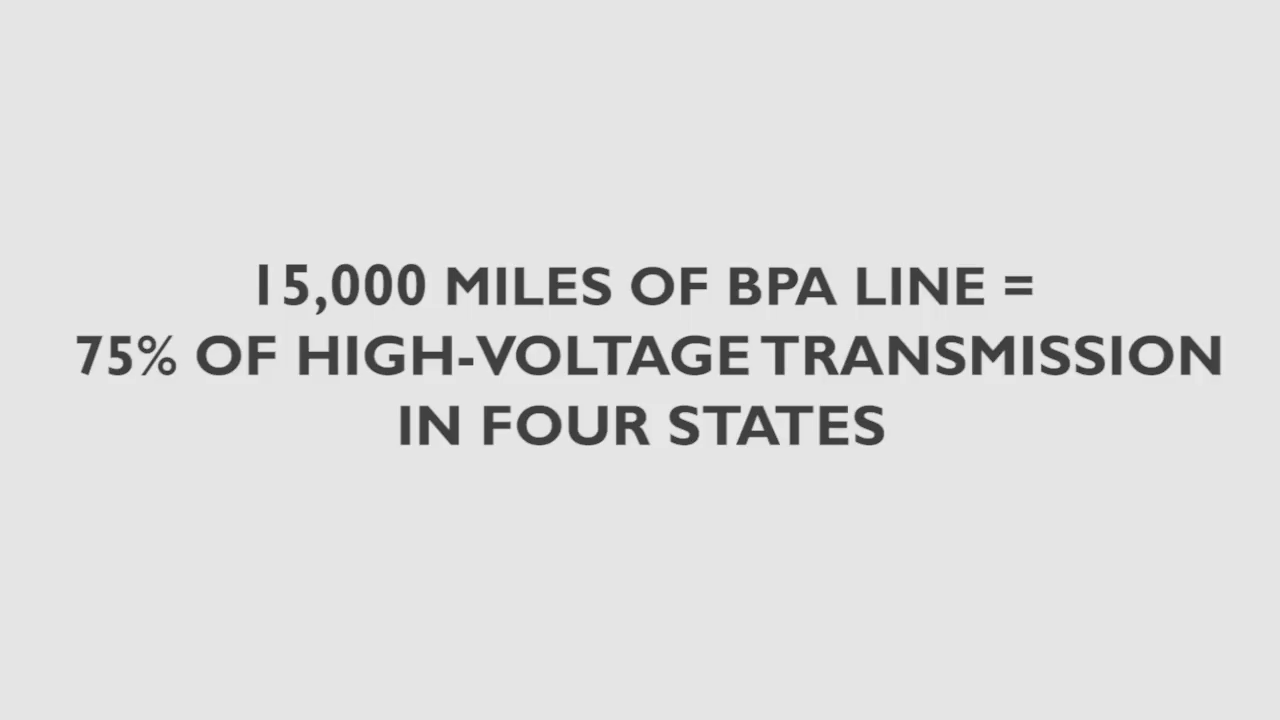 15,000 MILES OF BPA LINE =
75% OF HIGH-VOLTAGE TRANSMISSION
IN FOUR STATES